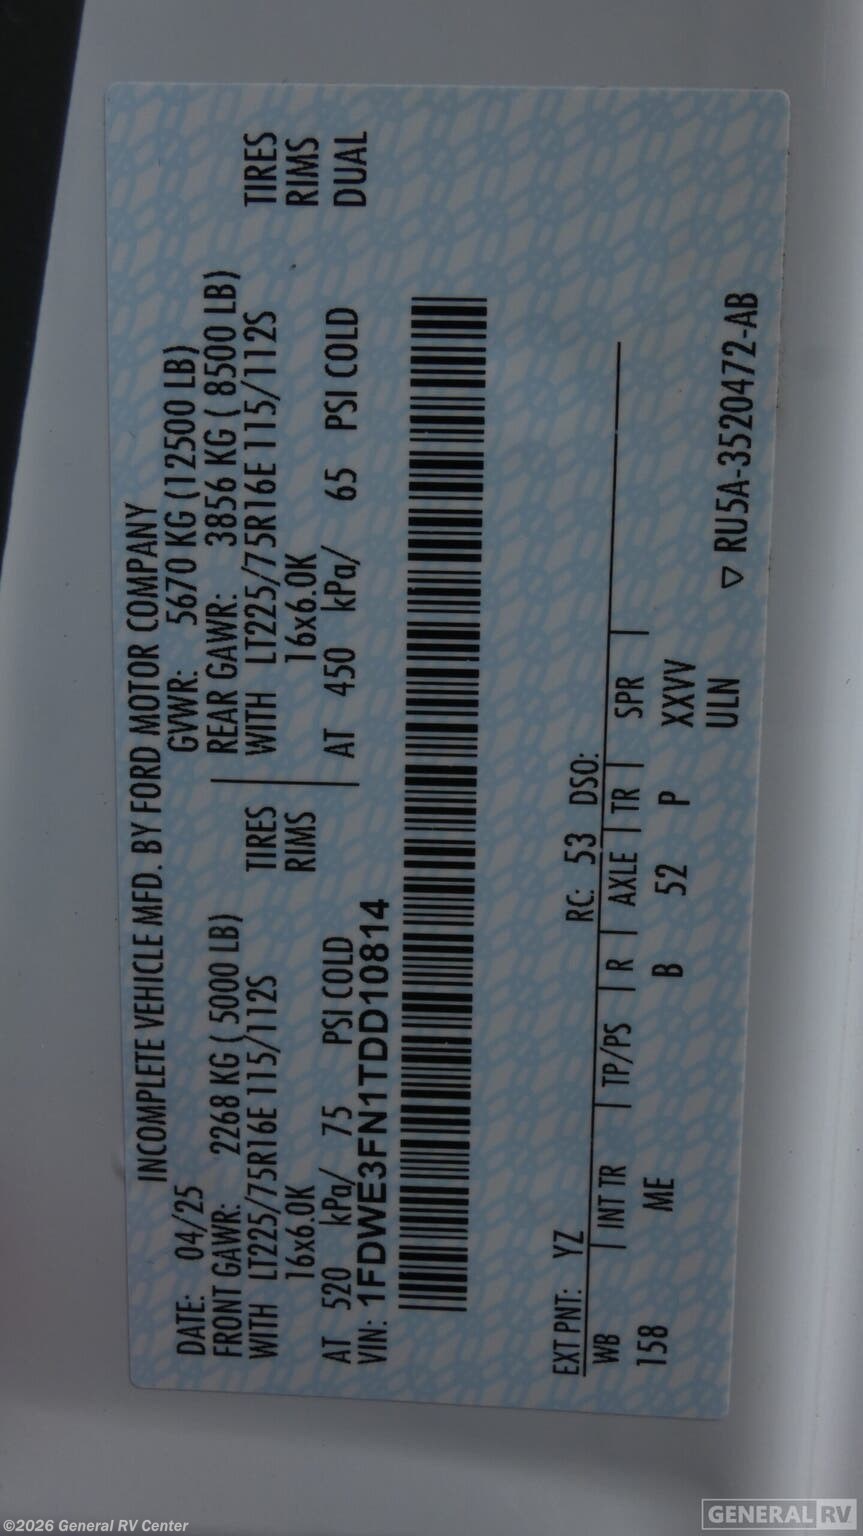 INCOMPLETE VEHICLE MFD. BY FORD MOTOR COMPANY
DATE: 04/25 GVWR: 5670 KG (12500 LB)
FRONT GAWR: 2268 KG ( 5000 LB) REAR GAWR: 3856 KG ( 8500 LB)
WITH LT225/75R16E 115/112S TIRES WITH LT225/75R16E 115/112S TIRES
16x6.0K RIMS 16x6.0K RIMS
AT 520 kPa/ 75 PSI COLD AT 450 kPa/ 65 PSI COLD DUAL
VIN: 1FDWE3FN1TDD10814
EXT PNT: YZ RC: 53 DSO:
WB INT TR TP/PS R AXLE TR SPR
158 ME B 52 P XXVV
ULN
▽ RU5A-3520472-AB
©2026 General RV Center
GENERAL RV